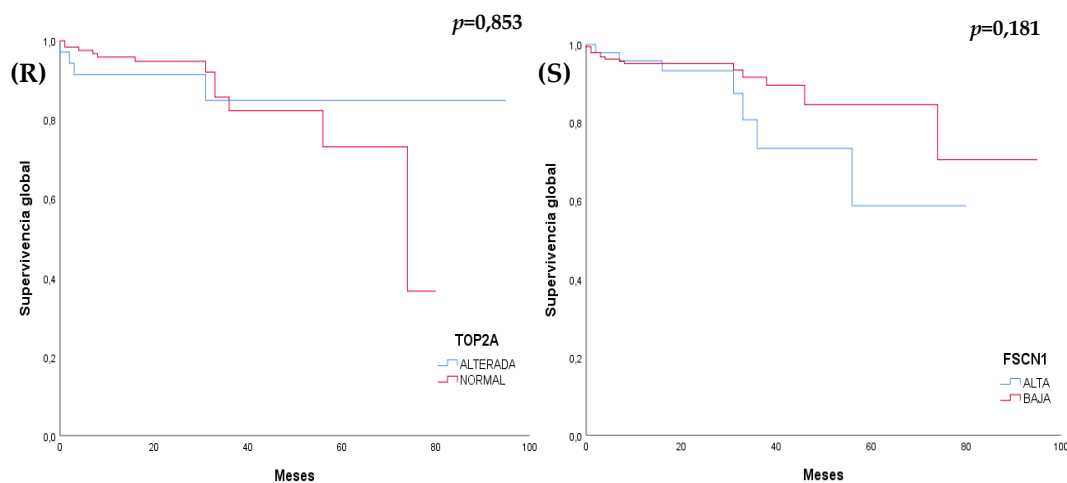 p=0,853
(R)
1,0
0,8
0,6
0,4
0,2
0,0
Supervivencia global
0 20 40 60 80 100
Meses
TOP2A
ALTERADA
NORMAL
p=0,181
(S)
1,0
0,8
0,6
0,4
0,2
0,0
Supervivencia global
0 20 40 60 80 100
Meses
FSCN1
ALTA
BAJA